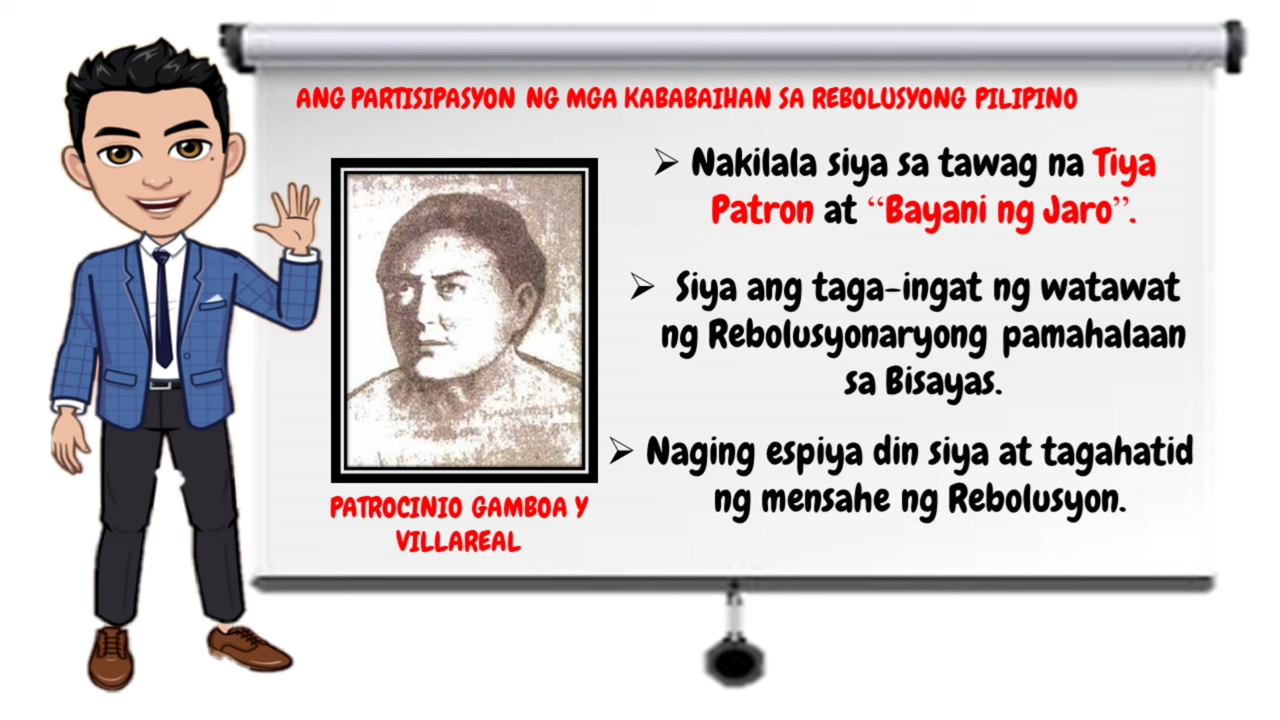 ANG PARTISIPASYON NG MGA KABABAIHAN SA REBOLUSYONG PILIPINO
➢ Nakilala siya sa tawag na Tiya
Patron at “Bayani ng Jaro”.
➢ Siya ang taga-ingat ng watawat
ng Rebolusyonaryong pamahalaan
sa Bisayas.
➢ Naging espiya din siya at tagahatid
ng mensahe ng Rebolusyon.
PATROCINIO GAMBOA Y
VILLAREAL